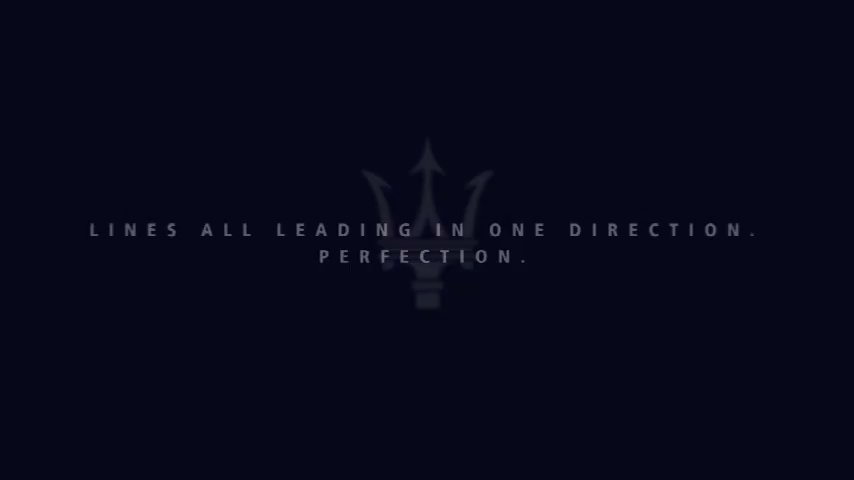 LINES ALL LEADING IN ONE DIRECTION.
PERFECTION.